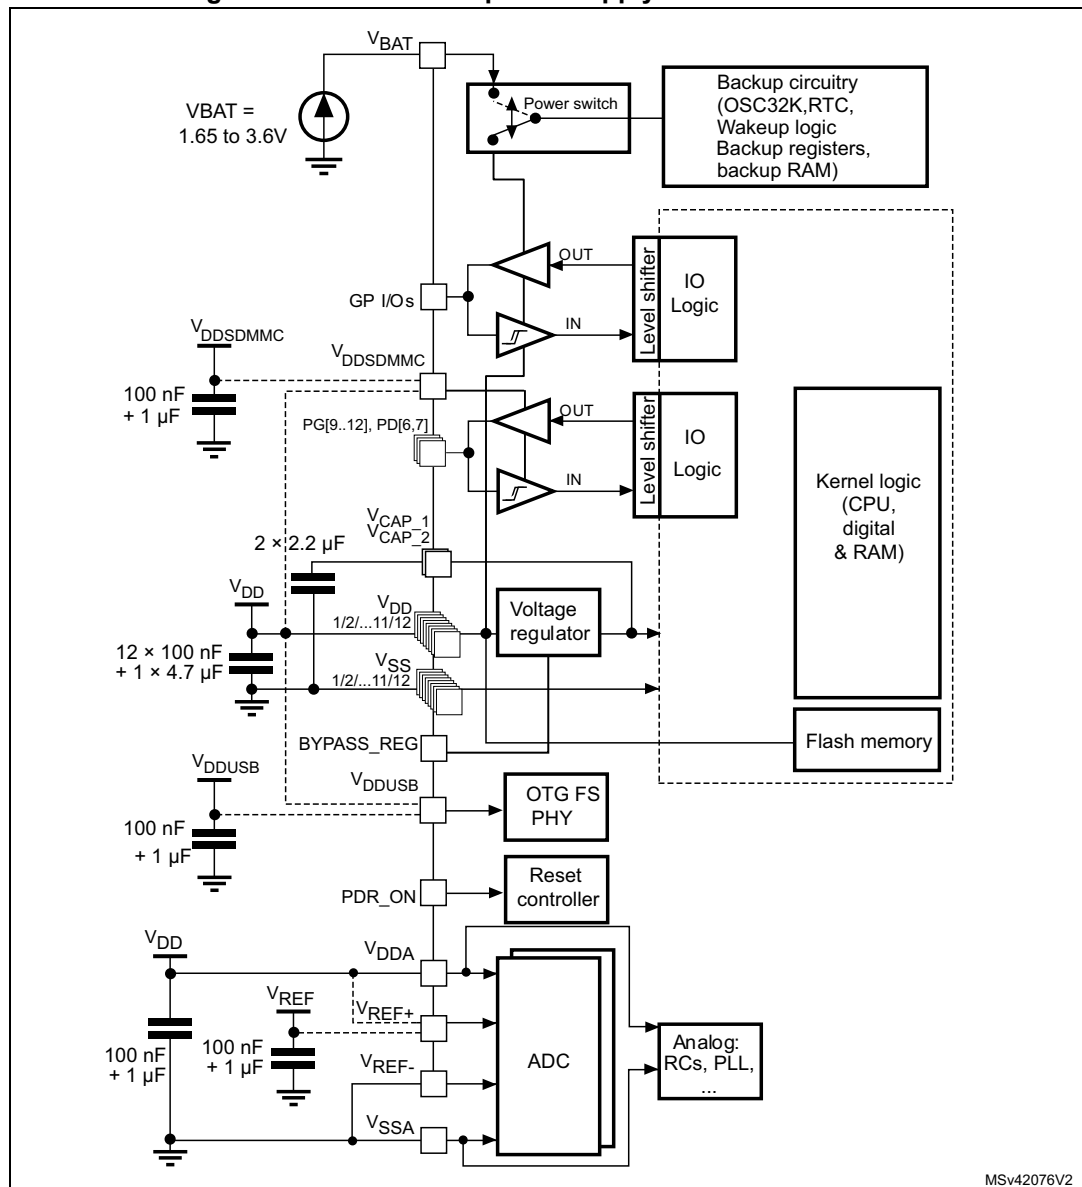 VBAT
VBAT =
1.65 to 3.6V
Power switch
Backup circuitry
(OSC32K,RTC,
Wakeup logic
Backup registers,
backup RAM)
OUT
GP I/Os
IN
Level shifter
IO
Logic
VDDSDMMC
100 nF
+ 1 µF
VDDSDMMC
PG[9..12], PD[6,7]
OUT
IN
Level shifter
IO
Logic
Kernel logic
(CPU,
digital
& RAM)
VCAP_1
VCAP_2
2 × 2.2 µF
VDD
VDD
1/2/...11/12
Voltage
regulator
12 × 100 nF
+ 1 × 4.7 µF
VSS
1/2/...11/12
BYPASS_REG
Flash memory
VDDUSB
VDDUSB
100 nF
+ 1 µF
OTG FS
PHY
PDR_ON
Reset
controller
VDD
VDDA
VREF
VREF+
100 nF
+ 1 µF
100 nF
+ 1 µF
VREF-
VSSA
ADC
Analog:
RCs, PLL,
...
MSv42076V2